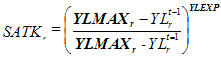 SATK_r = ( (YLMAX_r − YL_r^{t-1}) / (YLMAX_r - YL_r^{t=1}) )^{YLEXP}